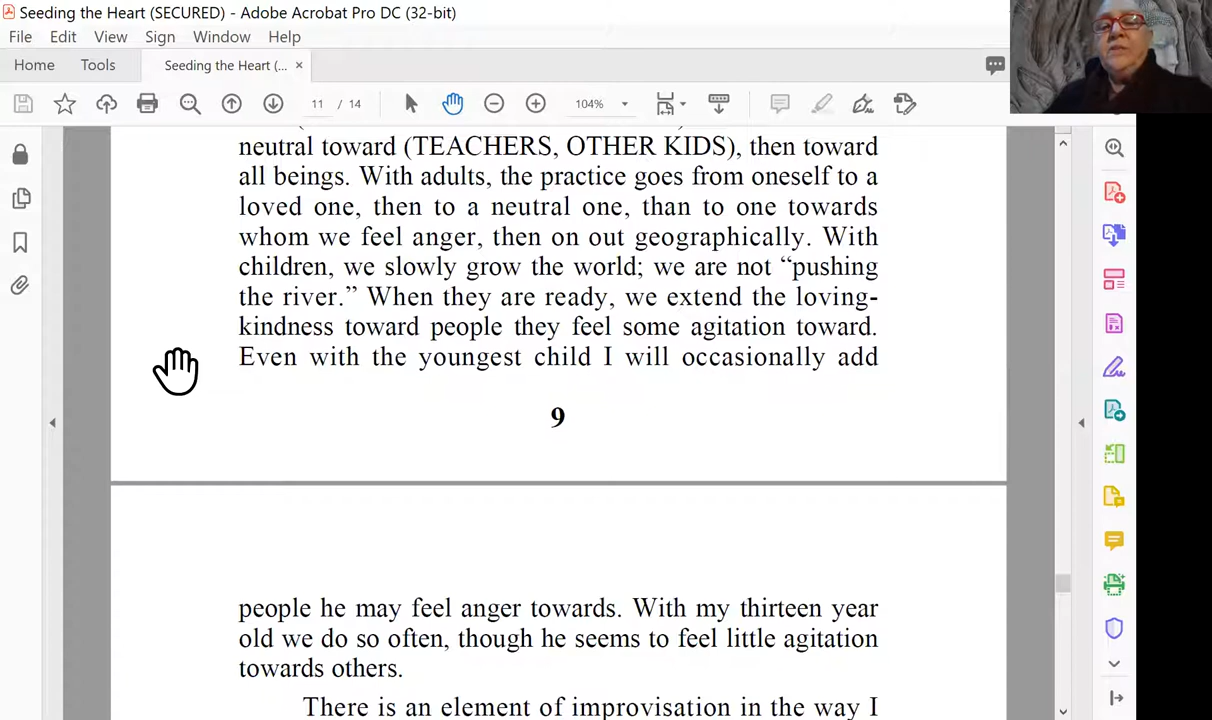 Seeding the Heart (SECURED) - Adobe Acrobat Pro DC (32-bit)
File Edit View Sign Window Help
Home Tools Seeding the Heart (... ×
11 / 14 104%
neutral toward (TEACHERS, OTHER KIDS), then toward
all beings. With adults, the practice goes from oneself to a
loved one, then to a neutral one, than to one towards
whom we feel anger, then on out geographically. With
children, we slowly grow the world; we are not “pushing
the river.” When they are ready, we extend the loving-
kindness toward people they feel some agitation toward.
Even with the youngest child I will occasionally add
9
people he may feel anger towards. With my thirteen year
old we do so often, though he seems to feel little agitation
towards others.
There is an element of improvisation in the way I